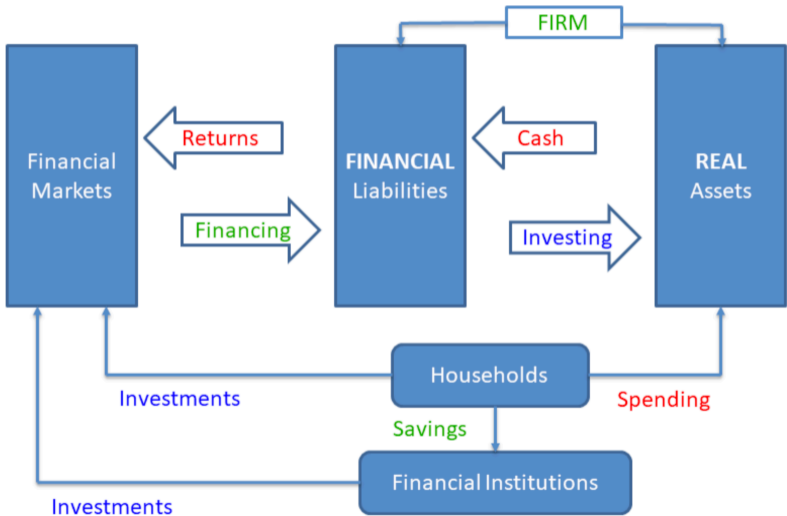 FIRM
Financial
Markets
Returns
Financing
FINANCIAL
Liabilities
Cash
Investing
REAL
Assets
Households
Investments
Spending
Savings
Financial Institutions
Investments